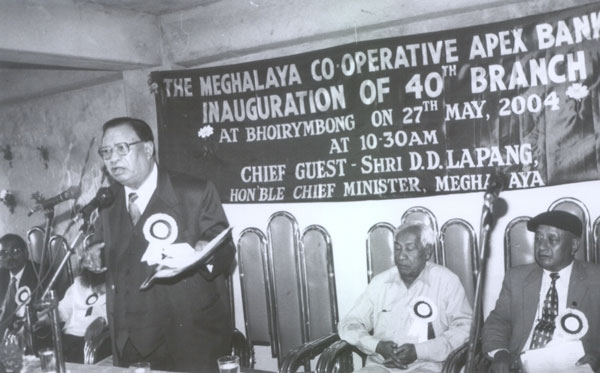 THE MEGHALAYA CO-OPERATIVE APEX BANK
INAUGURATION OF 40TH BRANCH
AT BHOIRYMBONG ON 27TH MAY, 2004
AT 10-30AM
CHIEF GUEST - SHRI D.D. LAPANG,
HON'BLE CHIEF MINISTER, MEGHALAYA